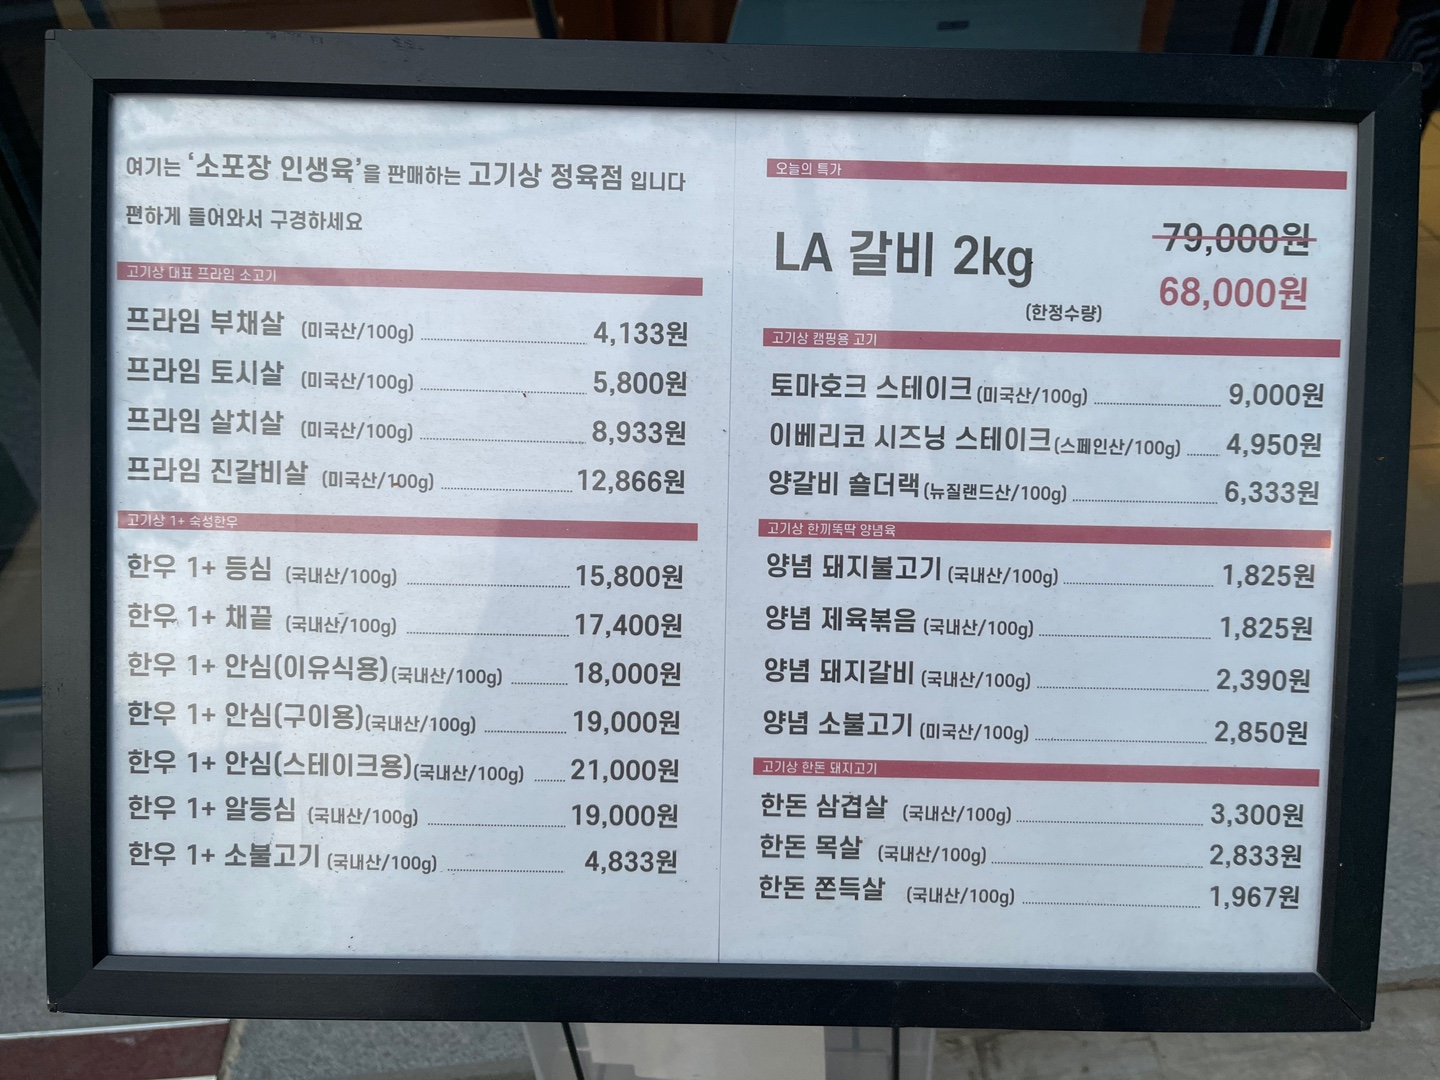 여기는 '소포장 인생육'을 판매하는 고기상 정육점 입니다
편하게 들어와서 구경하세요
고기상 대표 프라임 소고기
프라임 부채살 (미국산/100g) 4,133원
프라임 토시살 (미국산/100g) 5,800원
프라임 살치살 (미국산/100g) 8,933원
프라임 진갈비살 (미국산/100g) 12,866원
고기상 1+ 숙성한우
한우 1+ 등심 (국내산/100g) 15,800원
한우 1+ 채끝 (국내산/100g) 17,400원
한우 1+ 안심(이유식용)(국내산/100g) 18,000원
한우 1+ 안심(구이용)(국내산/100g) 19,000원
한우 1+ 안심(스테이크용)(국내산/100g) 21,000원
한우 1+ 알등심 (국내산/100g) 19,000원
한우 1+ 소불고기 (국내산/100g) 4,833원
오늘의 특가
LA 갈비 2kg 79,000원
68,000원
(한정수량)
고기상 캠핑용 고기
토마호크 스테이크 (미국산/100g) 9,000원
이베리코 시즈닝 스테이크 (스페인산/100g) 4,950원
양갈비 숄더랙 (뉴질랜드산/100g) 6,333원
고기상 한끼뚝딱 양념육
양념 돼지불고기 (국내산/100g) 1,825원
양념 제육볶음 (국내산/100g) 1,825원
양념 돼지갈비 (국내산/100g) 2,390원
양념 소불고기 (미국산/100g) 2,850원
고기상 한돈 돼지고기
한돈 삼겹살 (국내산/100g) 3,300원
한돈 목살 (국내산/100g) 2,833원
한돈 쫀득살 (국내산/100g) 1,967원